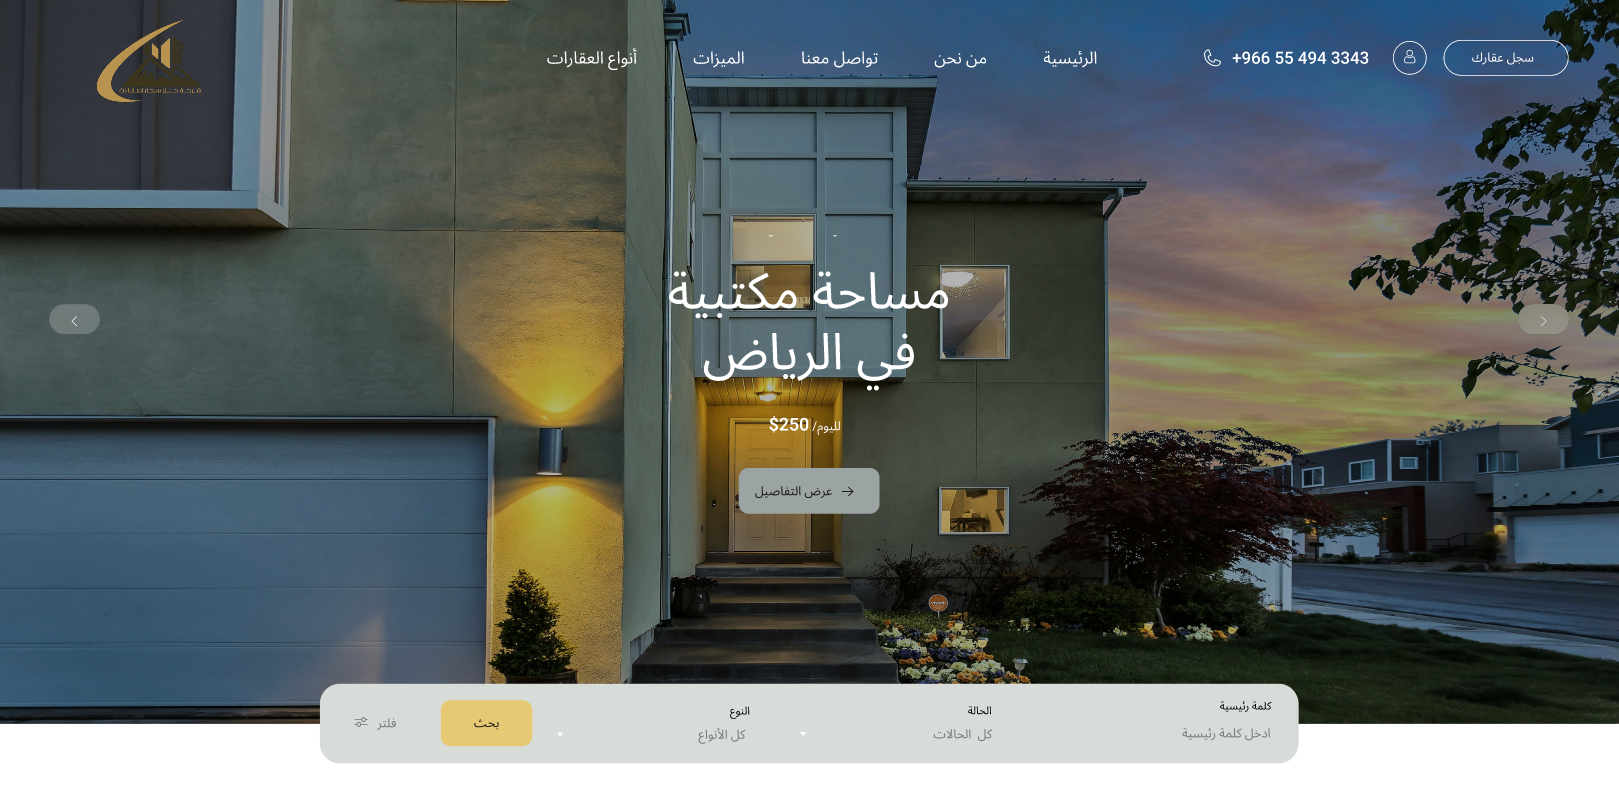 سجل عقارك
+966 55 494 3343
الرئيسية
من نحن
تواصل معنا
الميزات
أنواع العقارات
مساحة مكتبية
في الرياض
$250 /لليوم
عرض التفاصيل
كلمة رئيسية
ادخل كلمة رئيسية
الحالة
كل الحالات
النوع
كل الأنواع
بحث
فلتر